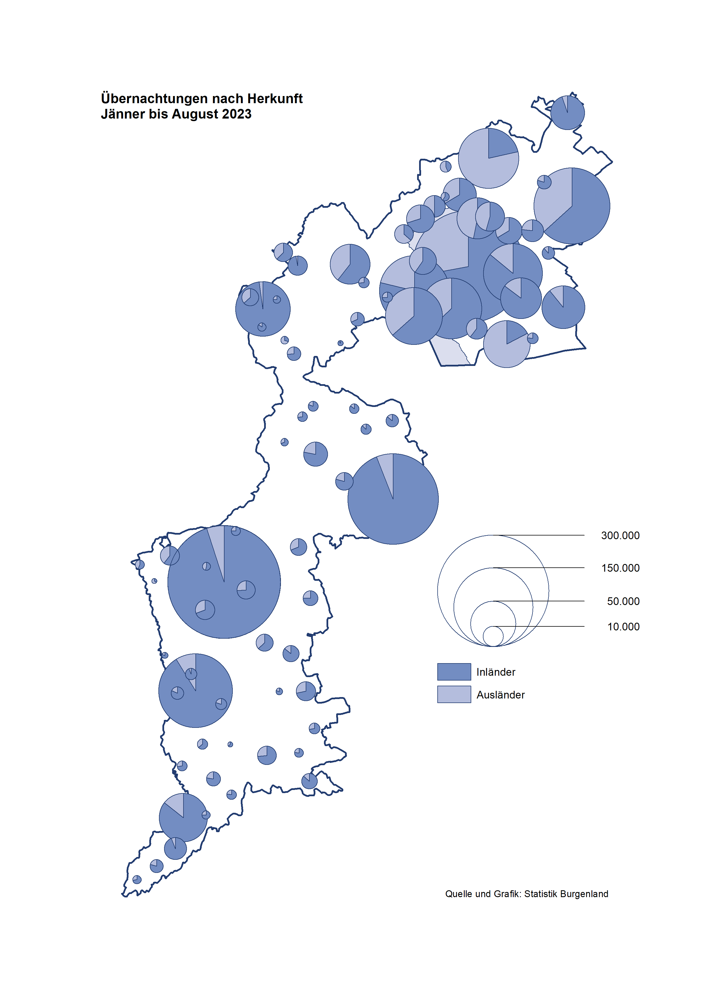 Übernachtungen nach Herkunft
Jänner bis August 2023
300.000
150.000
50.000
10.000
Inländer
Ausländer
Quelle und Grafik: Statistik Burgenland